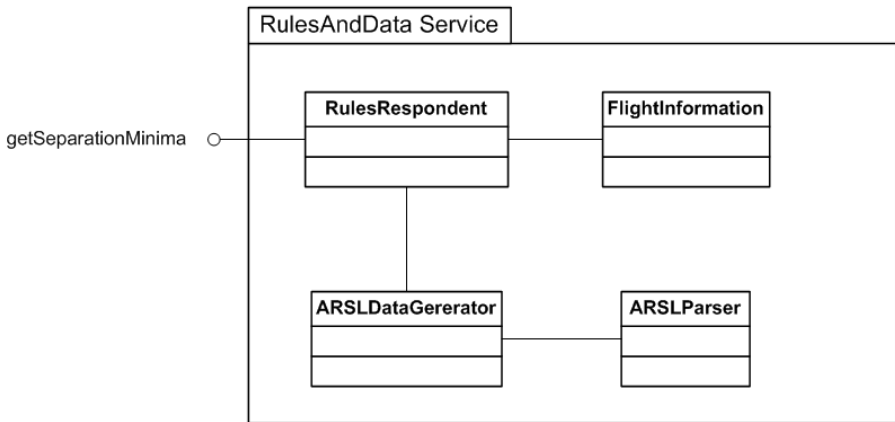 RulesAndData Service
RulesRespondent
FlightInformation
getSeparationMinima
ARSLDataGererator
ARSLParser